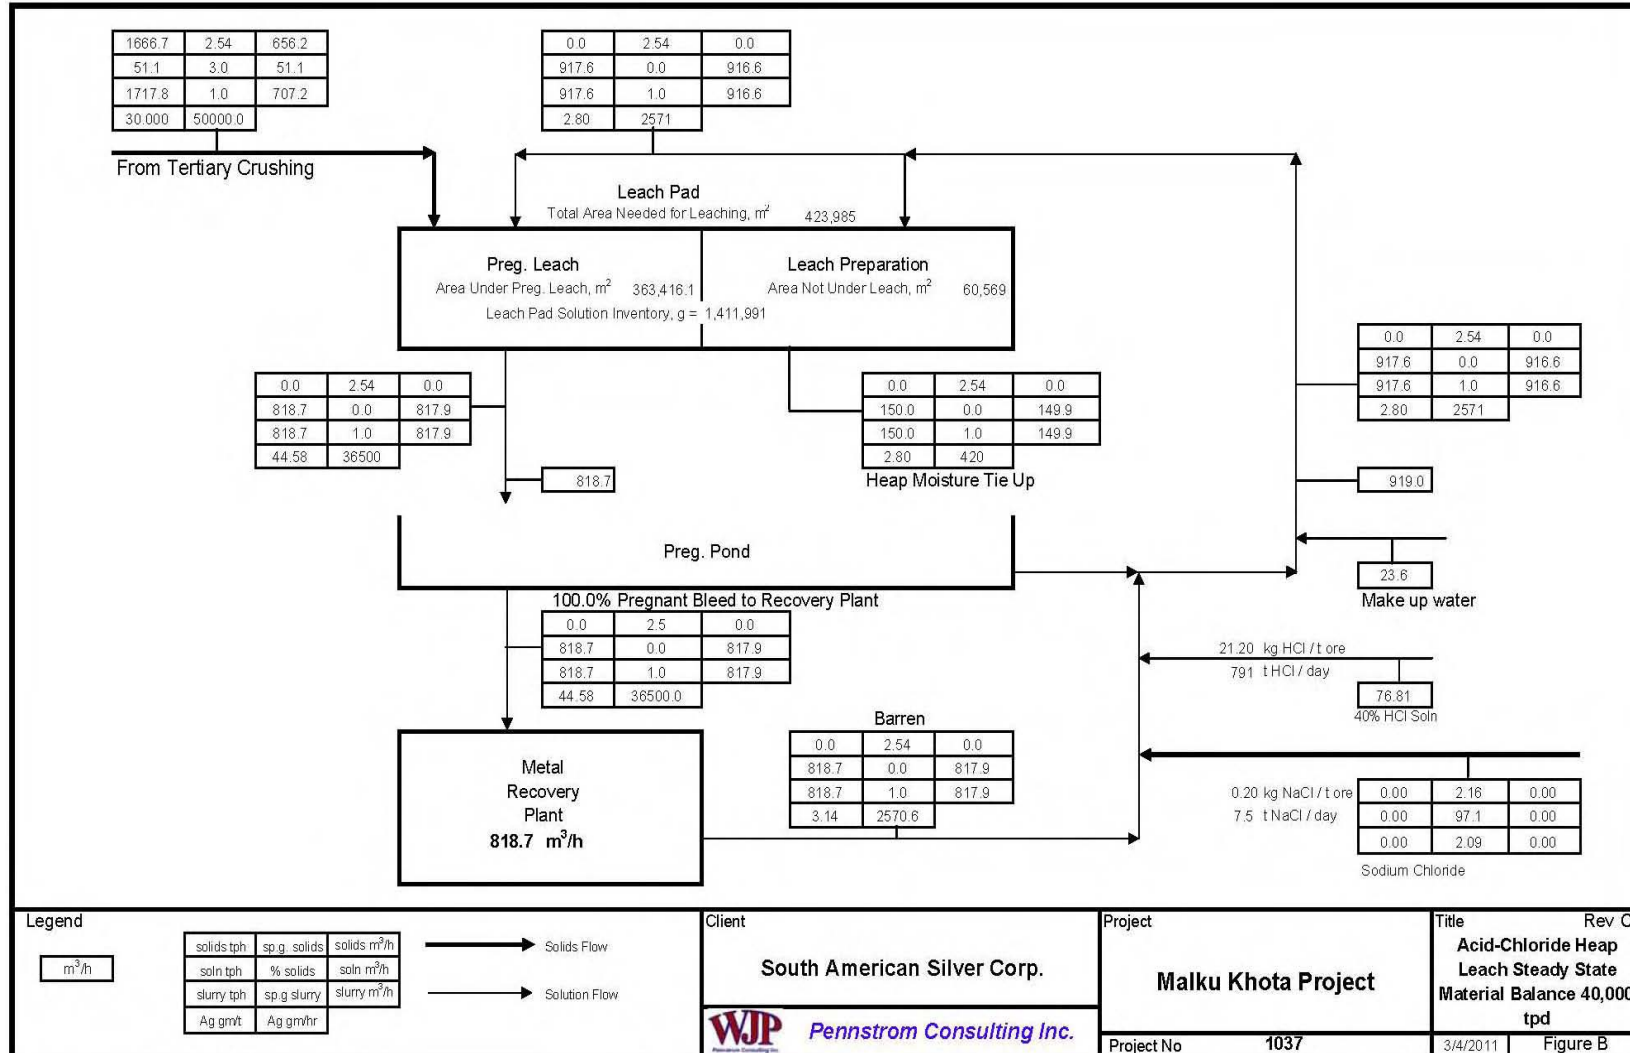 1666.7 2.54 656.2
51.1 3.0 51.1
1717.8 1.0 707.2
30.000 50000.0
From Tertiary Crushing
0.0 2.54 0.0
917.6 0.0 916.6
917.6 1.0 916.6
2.80 2571
Leach Pad
Total Area Needed for Leaching, m² 423,985
Preg. Leach
Area Under Preg. Leach, m² 363,416.1
Leach Preparation
Area Not Under Leach, m² 60,569
Leach Pad Solution Inventory, g = 1,411,991
0.0 2.54 0.0
818.7 0.0 817.9
818.7 1.0 817.9
44.58 36500
0.0 2.54 0.0
150.0 0.0 149.9
150.0 1.0 149.9
2.80 420
Heap Moisture Tie Up
0.0 2.54 0.0
917.6 0.0 916.6
917.6 1.0 916.6
2.80 2571
818.7
919.0
Preg. Pond
23.6
Make up water
100.0% Pregnant Bleed to Recovery Plant
0.0 2.5 0.0
818.7 0.0 817.9
818.7 1.0 817.9
44.58 36500.0
21.20 kg HCl / t ore
791 t HCl / day
76.81
40% HCl Soln
Barren
0.0 2.54 0.0
818.7 0.0 817.9
818.7 1.0 817.9
3.14 2570.6
Metal
Recovery
Plant
818.7 m³/h
0.20 kg NaCl / t ore
7.5 t NaCl / day
0.00 2.16 0.00
0.00 97.1 0.00
0.00 2.09 0.00
Sodium Chloride
Legend
m³/h
solids tph sp.g. solids solids m³/h
soln tph % solids soln m³/h
slurry tph sp.g slurry slurry m³/h
Ag gm/t Ag gm/hr
Solids Flow
Solution Flow
Client
South American Silver Corp.
WJP
Pennstrom Consulting Inc.
Pennstrom Consulting Inc.
Project
Malku Khota Project
Project No 1037
Title Rev C
Acid-Chloride Heap
Leach Steady State
Material Balance 40,000
tpd
3/4/2011 Figure B